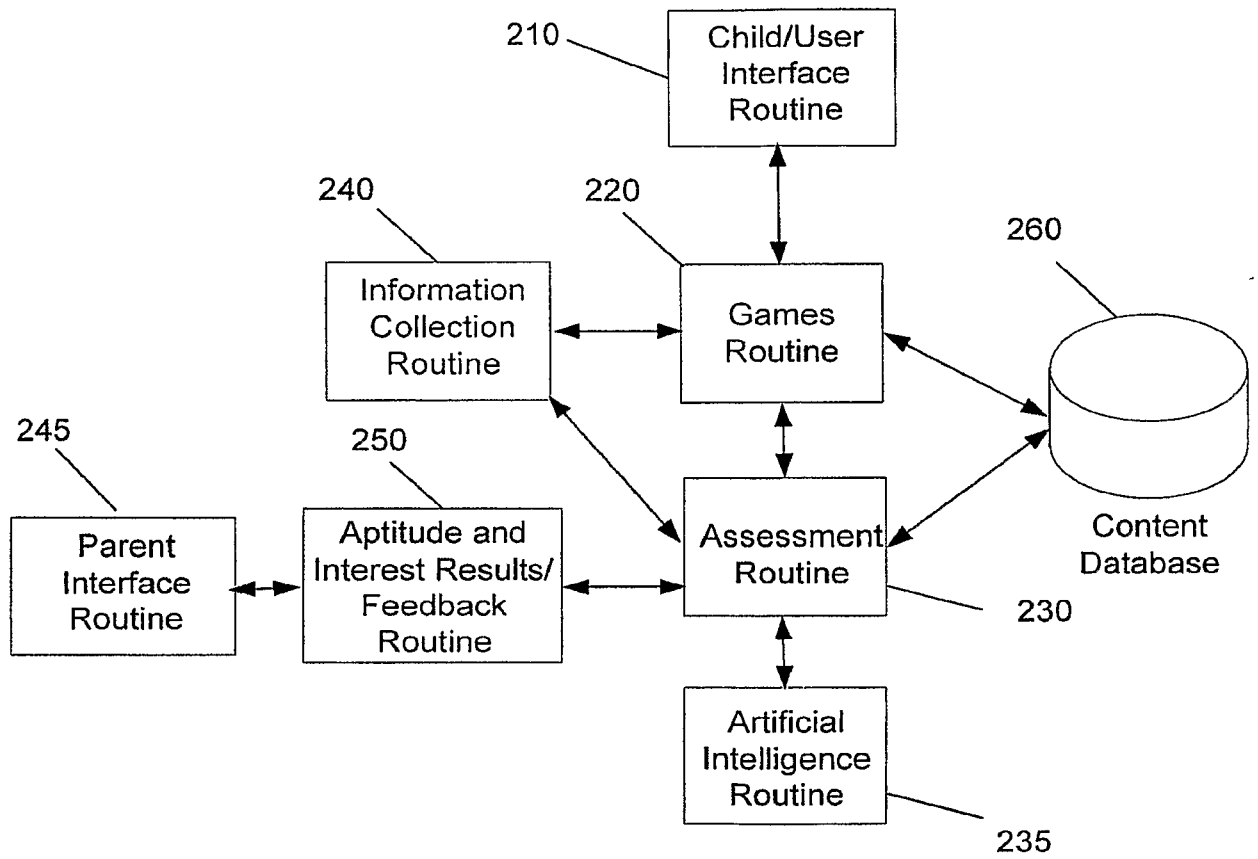 210
Child/User
Interface
Routine
240
220
260
Information
Collection
Routine
Games
Routine
245
250
Parent
Interface
Routine
Aptitude and
Interest Results/
Feedback
Routine
Assessment
Routine
Content
Database
230
Artificial
Intelligence
Routine
235